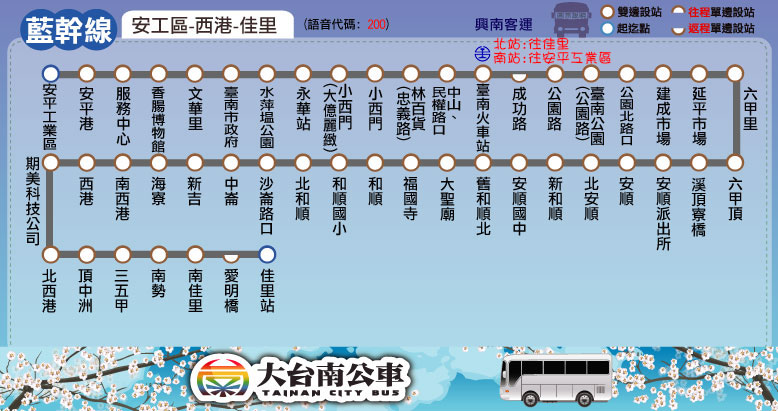 藍幹線
安工區-西港-佳里
(語音代碼: 200)
興南客運
雙邊設站
往程單邊設站
起迄點
返程單邊設站
北站:往佳里
南站:往安平工業區
安平工業區
安平港
服務中心
香腸博物館
文華里
臺南市政府
水萍塭公園
永華站
小西門
(大億麗緻)
小西門
林百貨
(忠義路)
中山、
民權路口
臺南火車站
成功路
公園路
臺南公園
(公園路)
公園北路口
建成市場
延平市場
六甲里
期美科技公司
西港
南西港
海寮
新吉
中崙
沙崙路口
北和順
和順國小
和順
福國寺
大聖廟
舊和順北
安順國中
新和順
北安順
安順
安順派出所
溪頂寮橋
六甲頂
北西港
頂中洲
三五甲
南勢
南佳里
愛明橋
佳里站
大台南公車
TAINAN CITY BUS